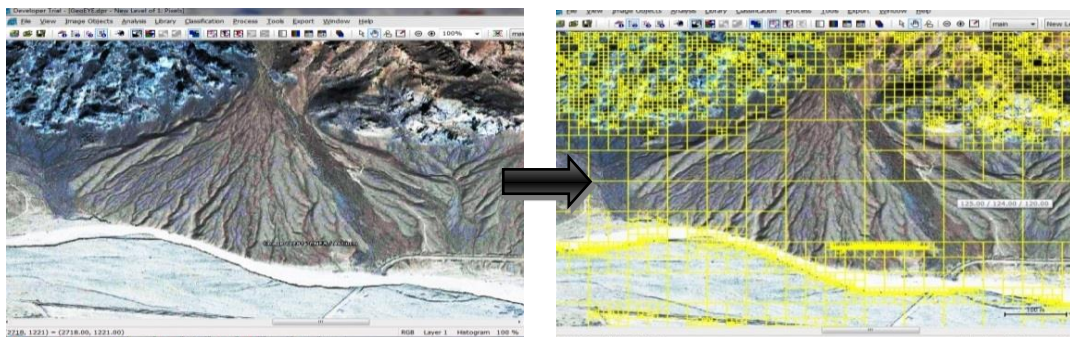 Developer Trial - [GeoEYE.dpr - New Level of 1: Pixels]
File View Image Objects Analysis Library Classification Process Tools Export Window Help
100%
2718, 1221) = (2718.00, 1221.00)
RGB Layer 1 Histogram 100 %
File View Image Objects Analysis Library Classification Process Tools Export Window Help
main New Le
125.00 / 124.00 / 120.00
100 m